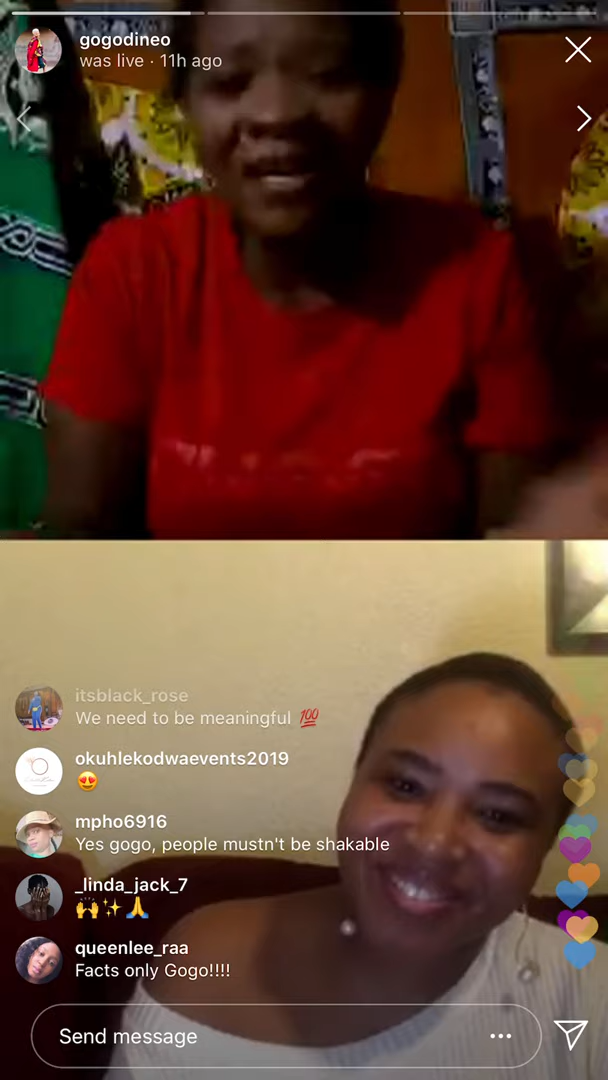 gogodineo
was live · 11h ago
itsblack_rose
We need to be meaningful 💯
okuhlekodwaevents2019
😍
mpho6916
Yes gogo, people mustn't be shakable
_linda_jack_7
🙌✨🙏
queenlee_raa
Facts only Gogo!!!!
Send message